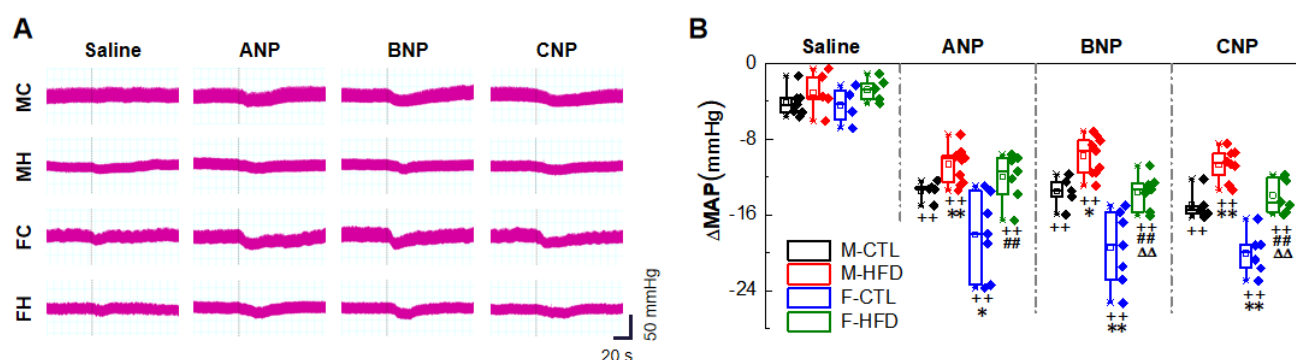 A
Saline ANP BNP CNP
MC
MH
FC
FH
50 mmHg
20 s
B
Saline ANP BNP CNP
ΔMAP(mmHg)
0
-8
-16
-24
M-CTL
M-HFD
F-CTL
F-HFD
++
++
**
++
*
++
##
++
++
*
++
**
++
##
ΔΔ
++
++
**
++
**
++
##
ΔΔ